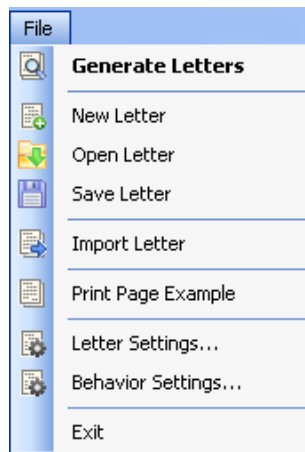 File
Generate Letters
New Letter
Open Letter
Save Letter
Import Letter
Print Page Example
Letter Settings...
Behavior Settings...
Exit